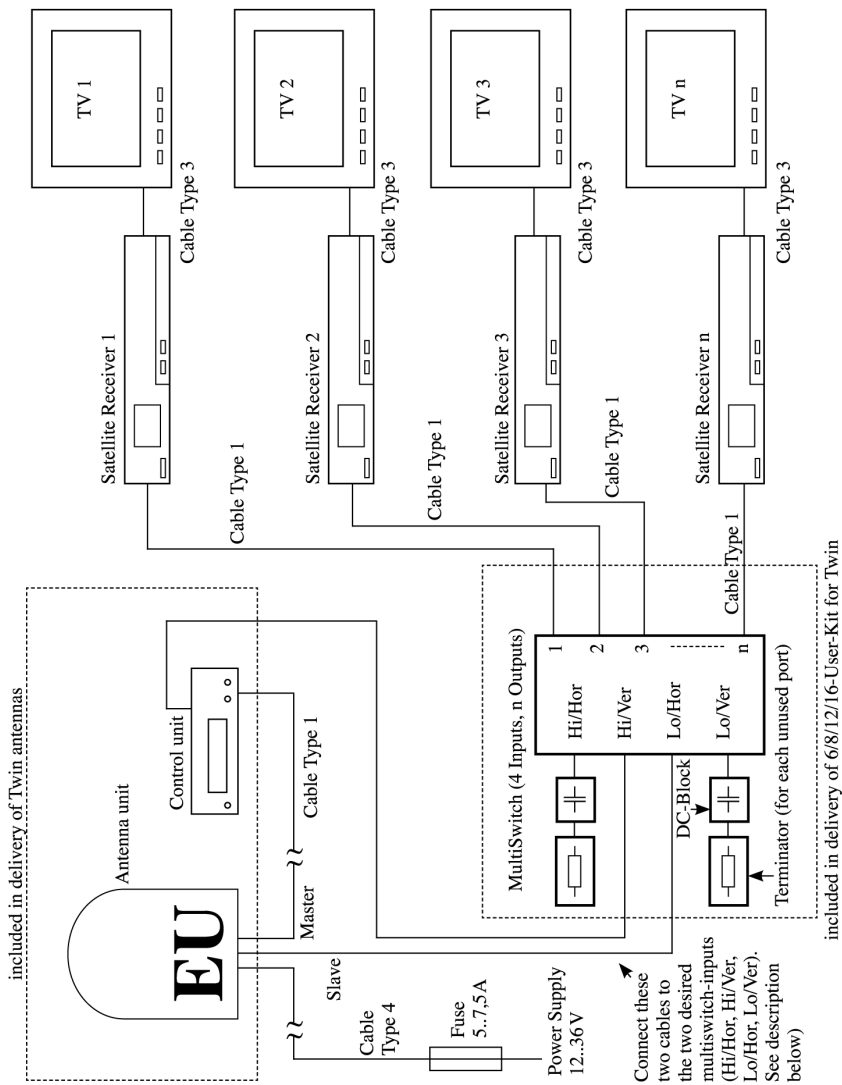 included in delivery of Twin antennas
Antenna unit
EU
Control unit
Master
Slave
Cable Type 1
Cable
Type 4
Fuse
5..7,5 A
Power Supply
12..36 V
Connect these
two cables to
the two desired
multiswitch-inputs
(Hi/Hor, Hi/Ver,
Lo/Hor, Lo/Ver).
See description
below)
MultiSwitch (4 Inputs, n Outputs)
Hi/Hor
Hi/Ver
Lo/Hor
Lo/Ver
1
2
3
n
DC-Block
Terminator (for each unused port)
included in delivery of 6/8/12/16-User-Kit for Twin
Cable Type 1
Cable Type 1
Cable Type 1
Cable Type 1
Satellite Receiver 1
Satellite Receiver 2
Satellite Receiver 3
Satellite Receiver n
Cable Type 3
Cable Type 3
Cable Type 3
Cable Type 3
TV 1
TV 2
TV 3
TV n